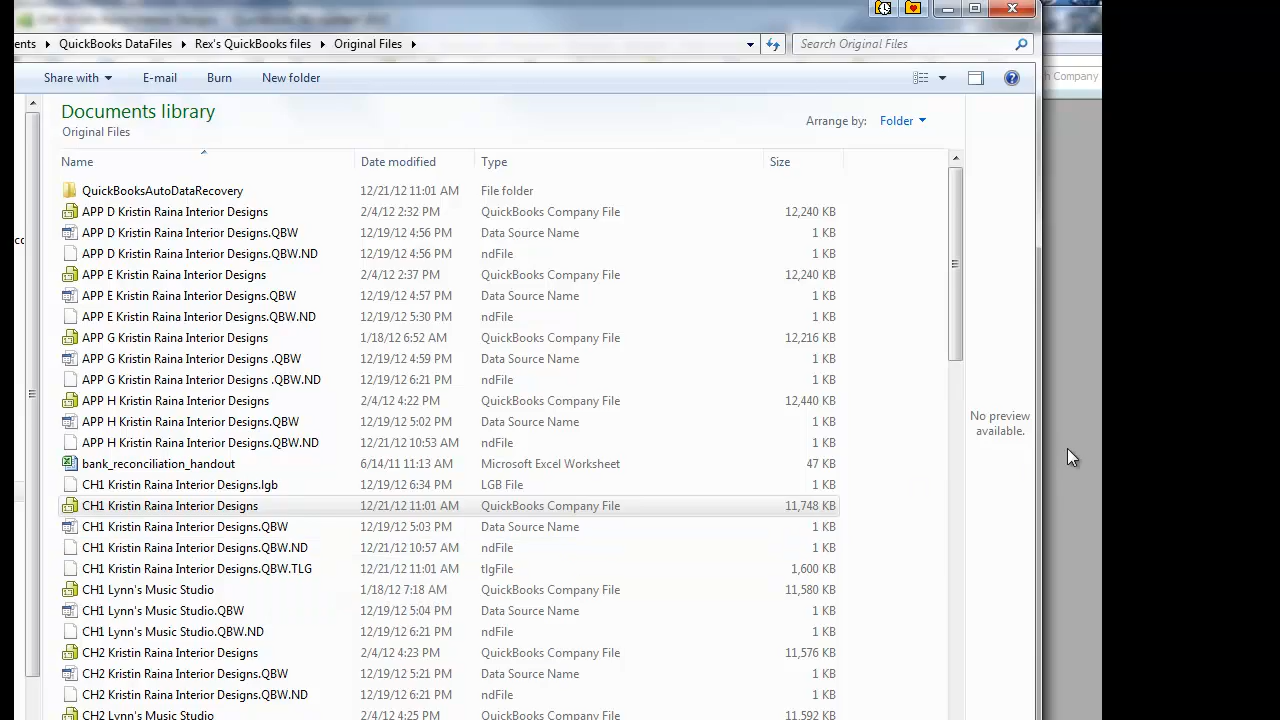 ents ▸ QuickBooks DataFiles ▸ Rex's QuickBooks files ▸ Original Files ▸ Search Original Files
Share with E-mail Burn New folder
h Company
Documents library
Original Files
Arrange by: Folder
Name Date modified Type Size
QuickBooksAutoDataRecovery 12/21/12 11:01 AM File folder
APP D Kristin Raina Interior Designs 2/4/12 2:32 PM QuickBooks Company File 12,240 KB
APP D Kristin Raina Interior Designs.QBW 12/19/12 4:56 PM Data Source Name 1 KB
APP D Kristin Raina Interior Designs.QBW.ND 12/19/12 4:56 PM ndFile 1 KB
APP E Kristin Raina Interior Designs 2/4/12 2:37 PM QuickBooks Company File 12,240 KB
APP E Kristin Raina Interior Designs.QBW 12/19/12 4:57 PM Data Source Name 1 KB
APP E Kristin Raina Interior Designs.QBW.ND 12/19/12 5:30 PM ndFile 1 KB
APP G Kristin Raina Interior Designs 1/18/12 6:52 AM QuickBooks Company File 12,216 KB
APP G Kristin Raina Interior Designs .QBW 12/19/12 4:59 PM Data Source Name 1 KB
APP G Kristin Raina Interior Designs .QBW.ND 12/19/12 6:21 PM ndFile 1 KB
APP H Kristin Raina Interior Designs 2/4/12 4:22 PM QuickBooks Company File 12,440 KB
APP H Kristin Raina Interior Designs.QBW 12/19/12 5:02 PM Data Source Name 1 KB
APP H Kristin Raina Interior Designs.QBW.ND 12/21/12 10:53 AM ndFile 1 KB
bank_reconciliation_handout 6/14/11 11:13 AM Microsoft Excel Worksheet 47 KB
CH1 Kristin Raina Interior Designs.lgb 12/19/12 6:34 PM LGB File 1 KB
CH1 Kristin Raina Interior Designs 12/21/12 11:01 AM QuickBooks Company File 11,748 KB
CH1 Kristin Raina Interior Designs.QBW 12/19/12 5:03 PM Data Source Name 1 KB
CH1 Kristin Raina Interior Designs.QBW.ND 12/21/12 10:57 AM ndFile 1 KB
CH1 Kristin Raina Interior Designs.QBW.TLG 12/21/12 11:01 AM tlgFile 1,600 KB
CH1 Lynn's Music Studio 1/18/12 7:18 AM QuickBooks Company File 11,580 KB
CH1 Lynn's Music Studio.QBW 12/19/12 5:04 PM Data Source Name 1 KB
CH1 Lynn's Music Studio.QBW.ND 12/19/12 6:21 PM ndFile 1 KB
CH2 Kristin Raina Interior Designs 2/4/12 4:23 PM QuickBooks Company File 11,576 KB
CH2 Kristin Raina Interior Designs.QBW 12/19/12 5:21 PM Data Source Name 1 KB
CH2 Kristin Raina Interior Designs.QBW.ND 12/19/12 6:21 PM ndFile 1 KB
CH2 Lynn's Music Studio 2/4/12 4:25 PM QuickBooks Company File 11,592 KB
No preview
available.